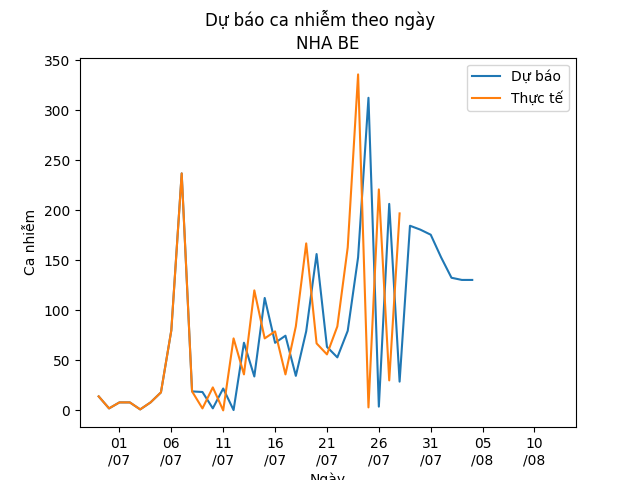 Dự báo ca nhiễm theo ngày
NHA BE
Dự báo
Thực tế
Ca nhiễm
350
300
250
200
150
100
50
0
01 06 11 16 21 26 31 05 10
/07 /07 /07 /07 /07 /07 /07 /08 /08
Ngày